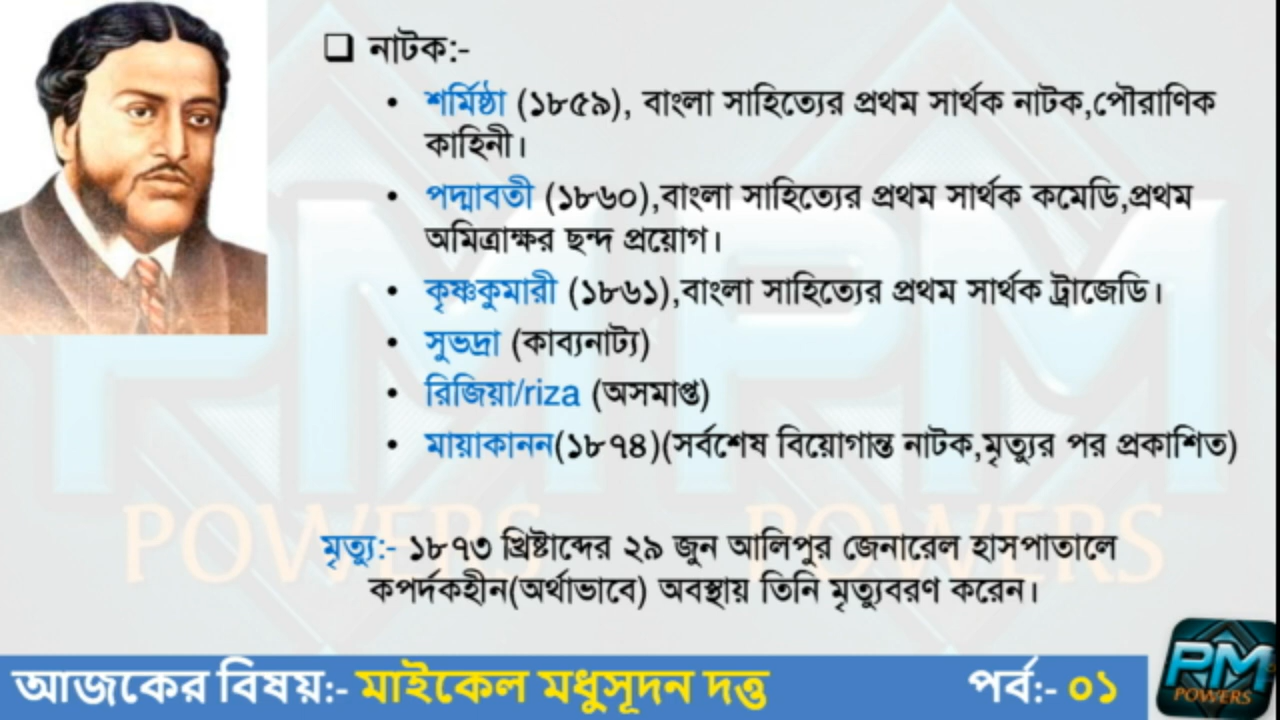 ❑ নাটক:-
• শর্মিষ্ঠা (১৮৫৯), বাংলা সাহিত্যের প্রথম সার্থক নাটক,পৌরাণিক
কাহিনী।
• পদ্মাবতী (১৮৬০),বাংলা সাহিত্যের প্রথম সার্থক কমেডি,প্রথম
অমিত্রাক্ষর ছন্দ প্রয়োগ।
• কৃষ্ণকুমারী (১৮৬১),বাংলা সাহিত্যের প্রথম সার্থক ট্রাজেডি।
• সুভদ্রা (কাব্যনাট্য)
• রিজিয়া/riza (অসমাপ্ত)
• মায়াকানন(১৮৭৪)(সর্বশেষ বিয়োগান্ত নাটক,মৃত্যুর পর প্রকাশিত)
PM POWERS
PM POWERS
মৃত্যু:- ১৮৭৩ খ্রিষ্টাব্দের ২৯ জুন আলিপুর জেনারেল হাসপাতালে
কপর্দকহীন(অর্থাভাবে) অবস্থায় তিনি মৃত্যুবরণ করেন।
আজকের বিষয়:- মাইকেল মধুসূদন দত্ত পর্ব:- ০১
PM
POWERS